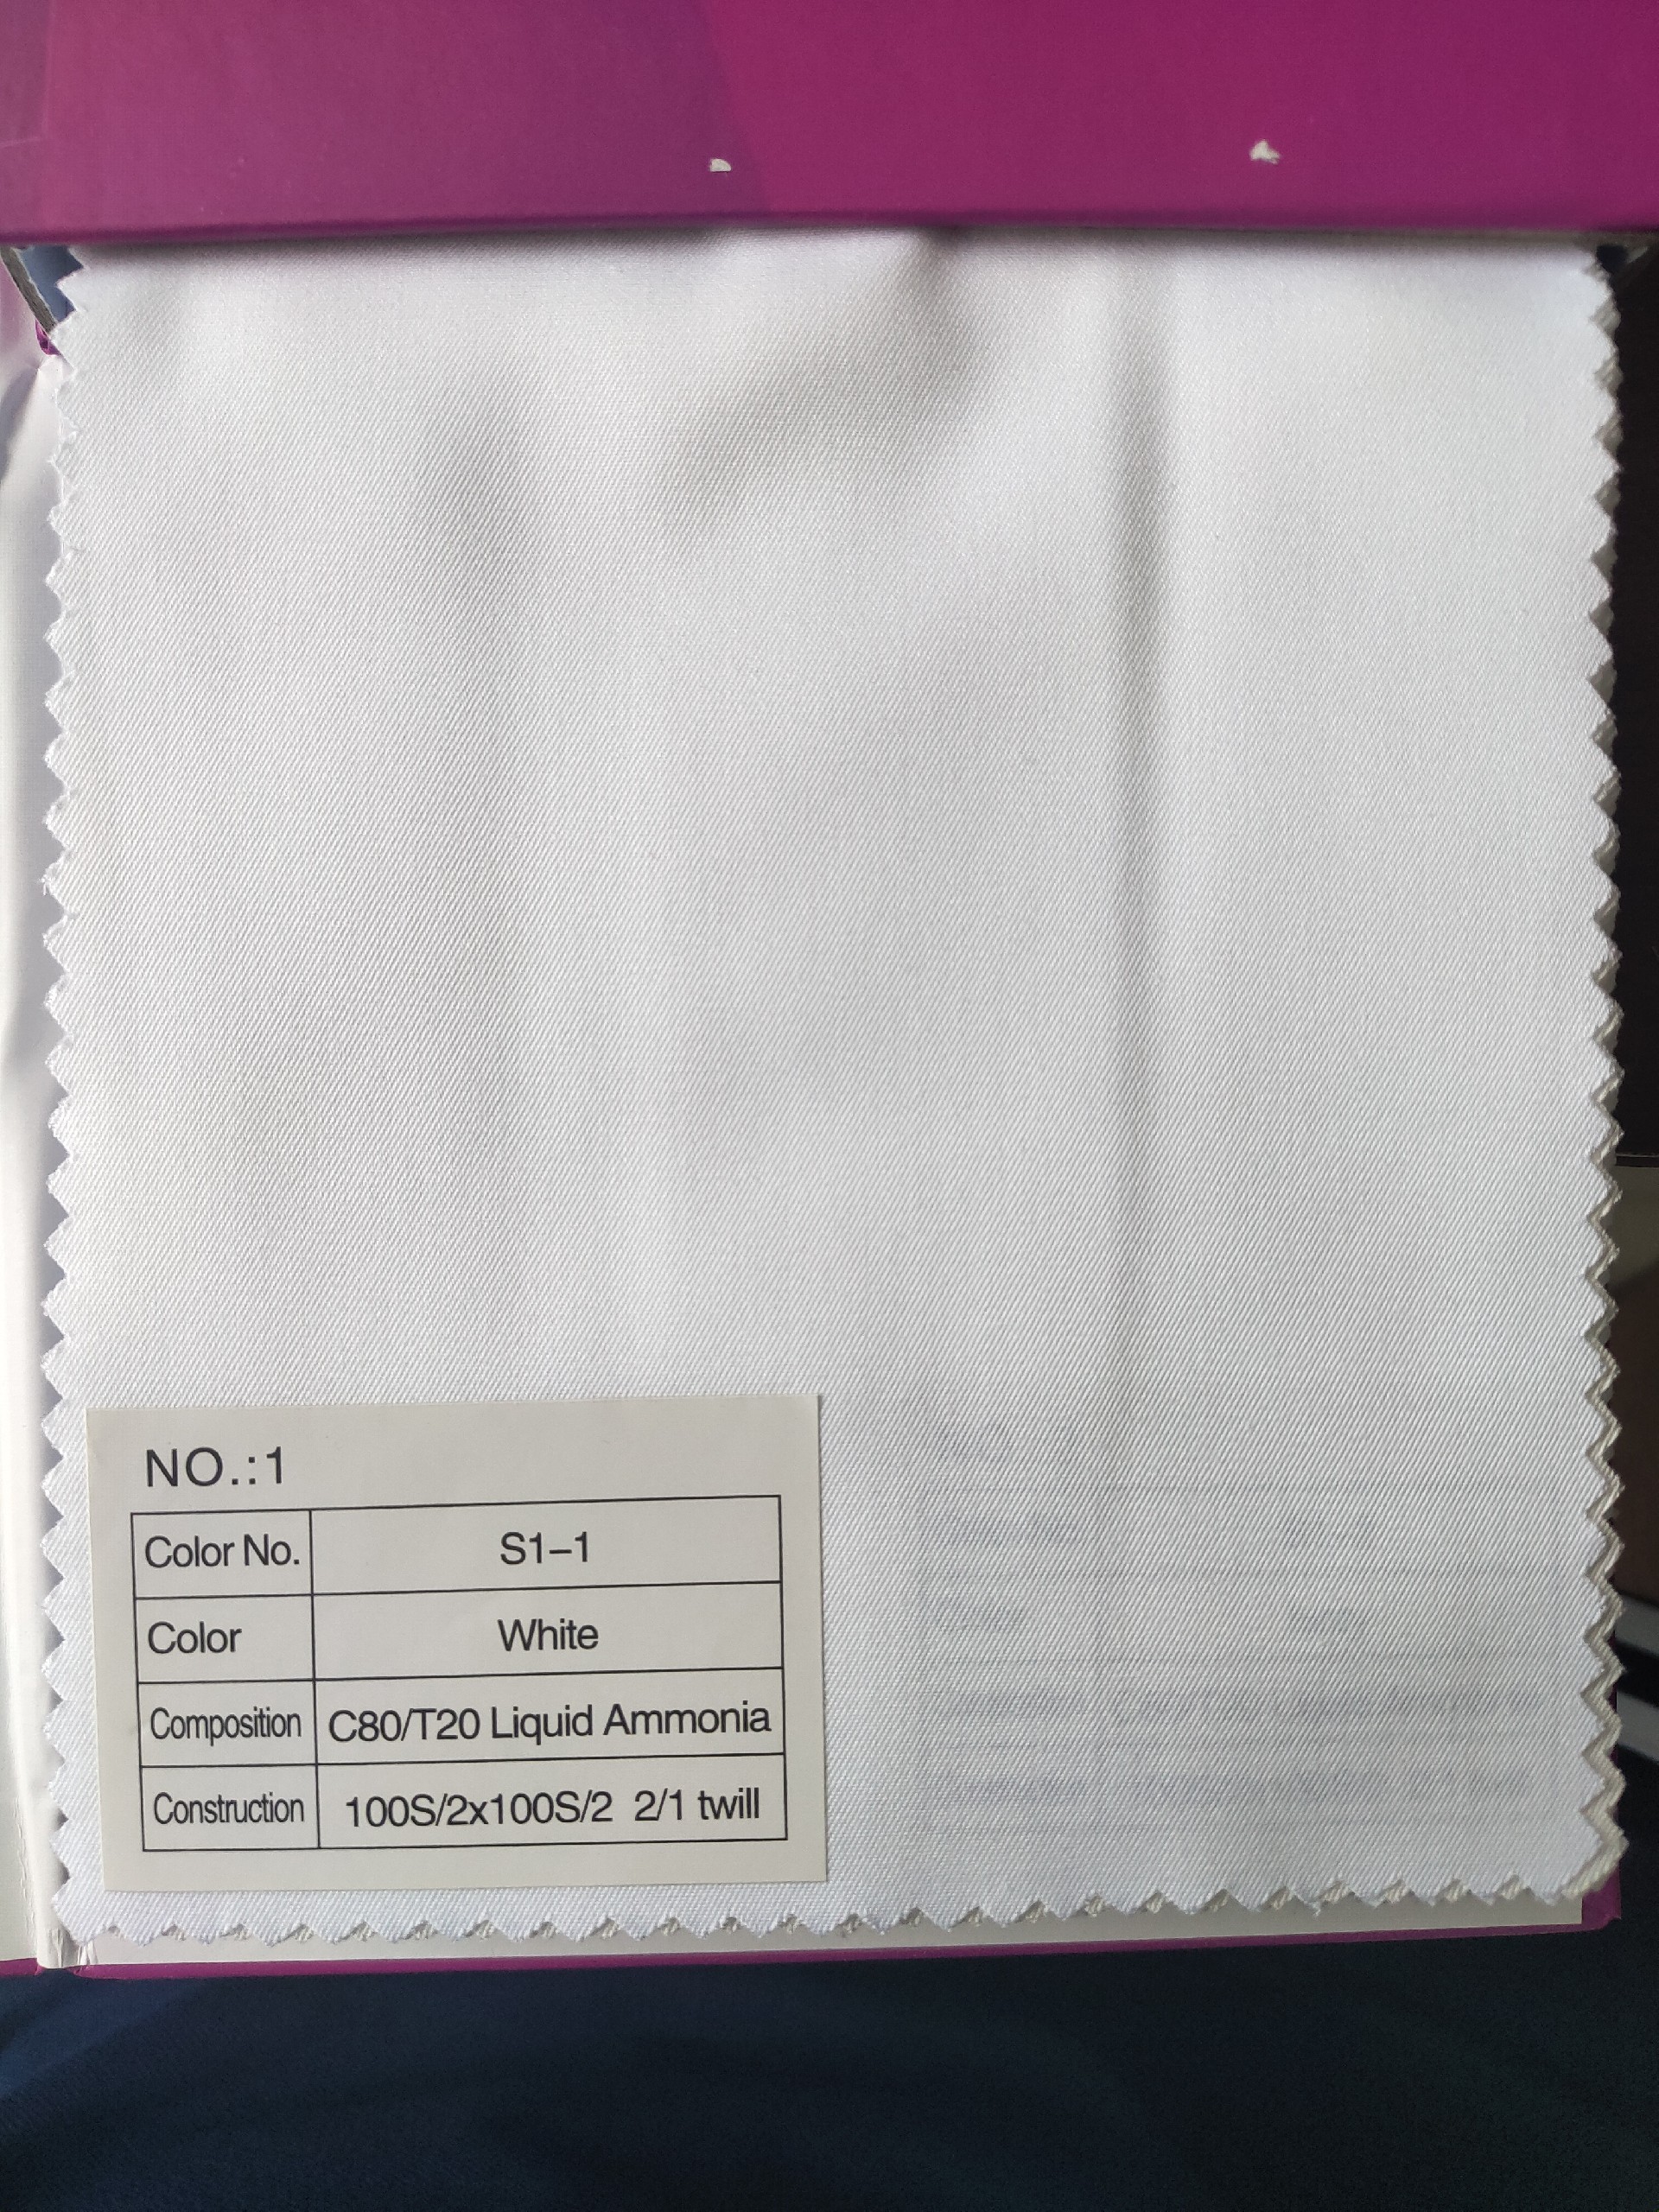 NO.:1
Color No. S1–1
Color White
Composition C80/T20 Liquid Ammonia
Construction 100S/2x100S/2 2/1 twill